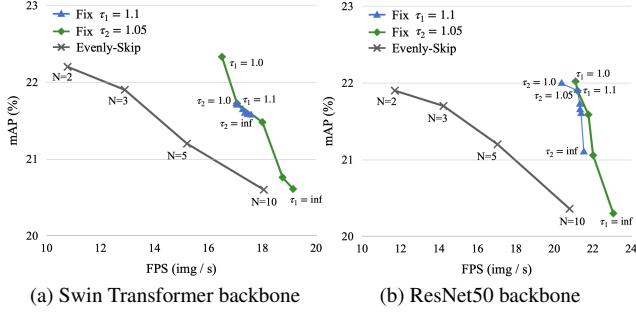 23
22
21
20
mAP (%)
Fix τ₁ = 1.1
Fix τ₂ = 1.05
Evenly-Skip
N=2
N=3
N=5
N=10
τ₁ = 1.0
τ₂ = 1.0
τ₁ = 1.1
τ₂ = inf
τ₁ = inf
10 12 14 16 18 20
FPS (img / s)
(a) Swin Transformer backbone
23
22
21
20
mAP (%)
Fix τ₁ = 1.1
Fix τ₂ = 1.05
Evenly-Skip
N=2
N=3
N=5
N=10
τ₂ = 1.0
τ₁ = 1.0
τ₂ = 1.05
τ₁ = 1.1
τ₂ = inf
τ₁ = inf
10 12 14 16 18 20 22 24
FPS (img / s)
(b) ResNet50 backbone